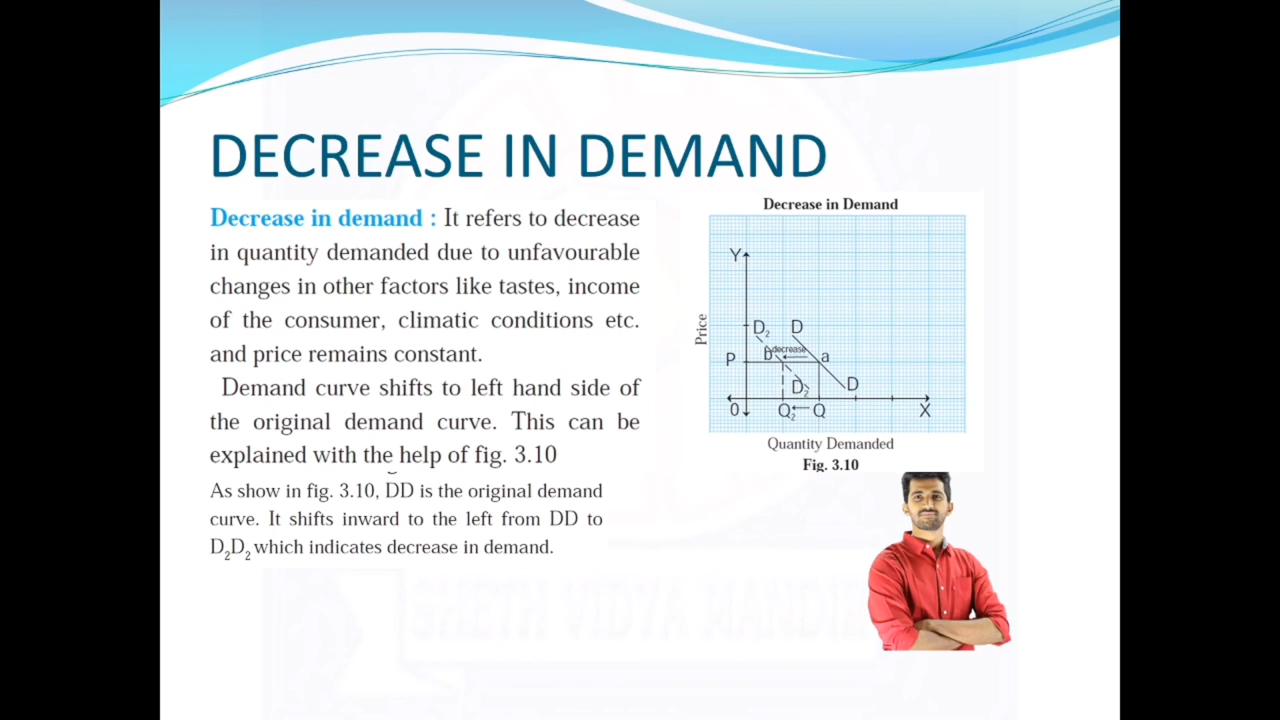 DECREASE IN DEMAND
Decrease in demand : It refers to decrease
in quantity demanded due to unfavourable
changes in other factors like tastes, income
of the consumer, climatic conditions etc.
and price remains constant.
Demand curve shifts to left hand side of
the original demand curve. This can be
explained with the help of fig. 3.10
As show in fig. 3.10, DD is the original demand
curve. It shifts inward to the left from DD to
D₂D₂ which indicates decrease in demand.
Decrease in Demand
Y
Price
D₂ D
decrease
P b a
D₂ D
0 Q₂ Q X
Quantity Demanded
Fig. 3.10
SHETH VIDYA MANDIR